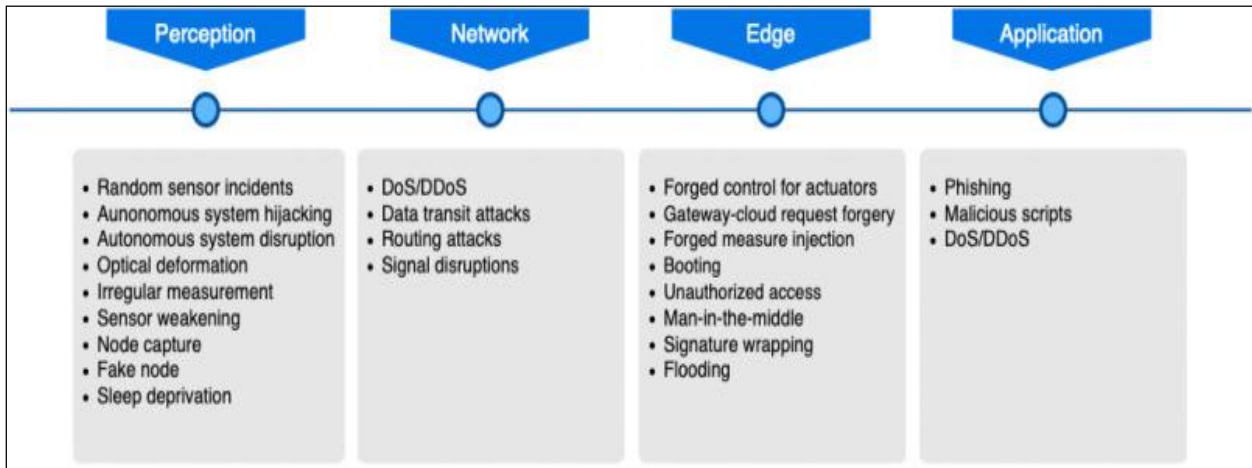 Perception
Network
Edge
Application
• Random sensor incidents
• Aunonomous system hijacking
• Autonomous system disruption
• Optical deformation
• Irregular measurement
• Sensor weakening
• Node capture
• Fake node
• Sleep deprivation
• DoS/DDoS
• Data transit attacks
• Routing attacks
• Signal disruptions
• Forged control for actuators
• Gateway-cloud request forgery
• Forged measure injection
• Booting
• Unauthorized access
• Man-in-the-middle
• Signature wrapping
• Flooding
• Phishing
• Malicious scripts
• DoS/DDoS